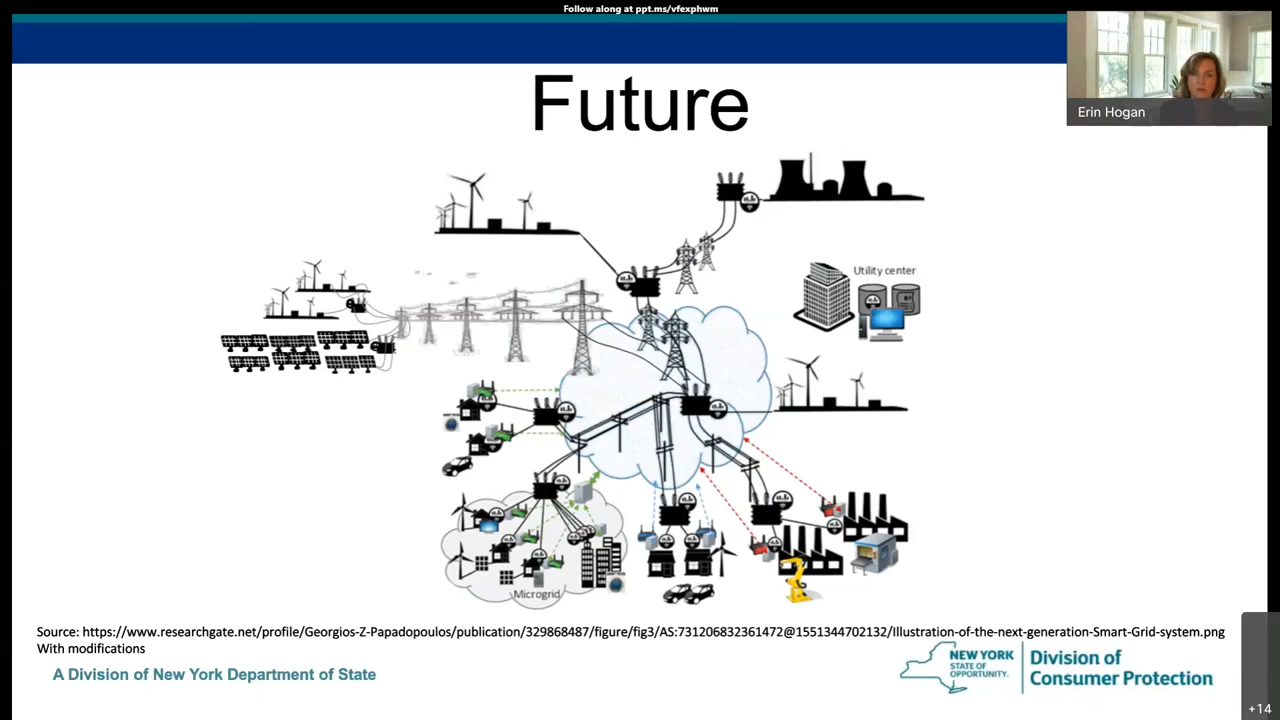 Follow along at ppt.ms/vfexphwm
Erin Hogan
Future
Utility center
Microgrid
Source: https://www.researchgate.net/profile/Georgios-Z-Papadopoulos/publication/329868487/figure/fig3/AS:731206832361472@1551344702132/Illustration-of-the-next-generation-Smart-Grid-system.png
With modifications
A Division of New York Department of State
NEW YORK
STATE OF
OPPORTUNITY.
Division of
Consumer Protection
+14